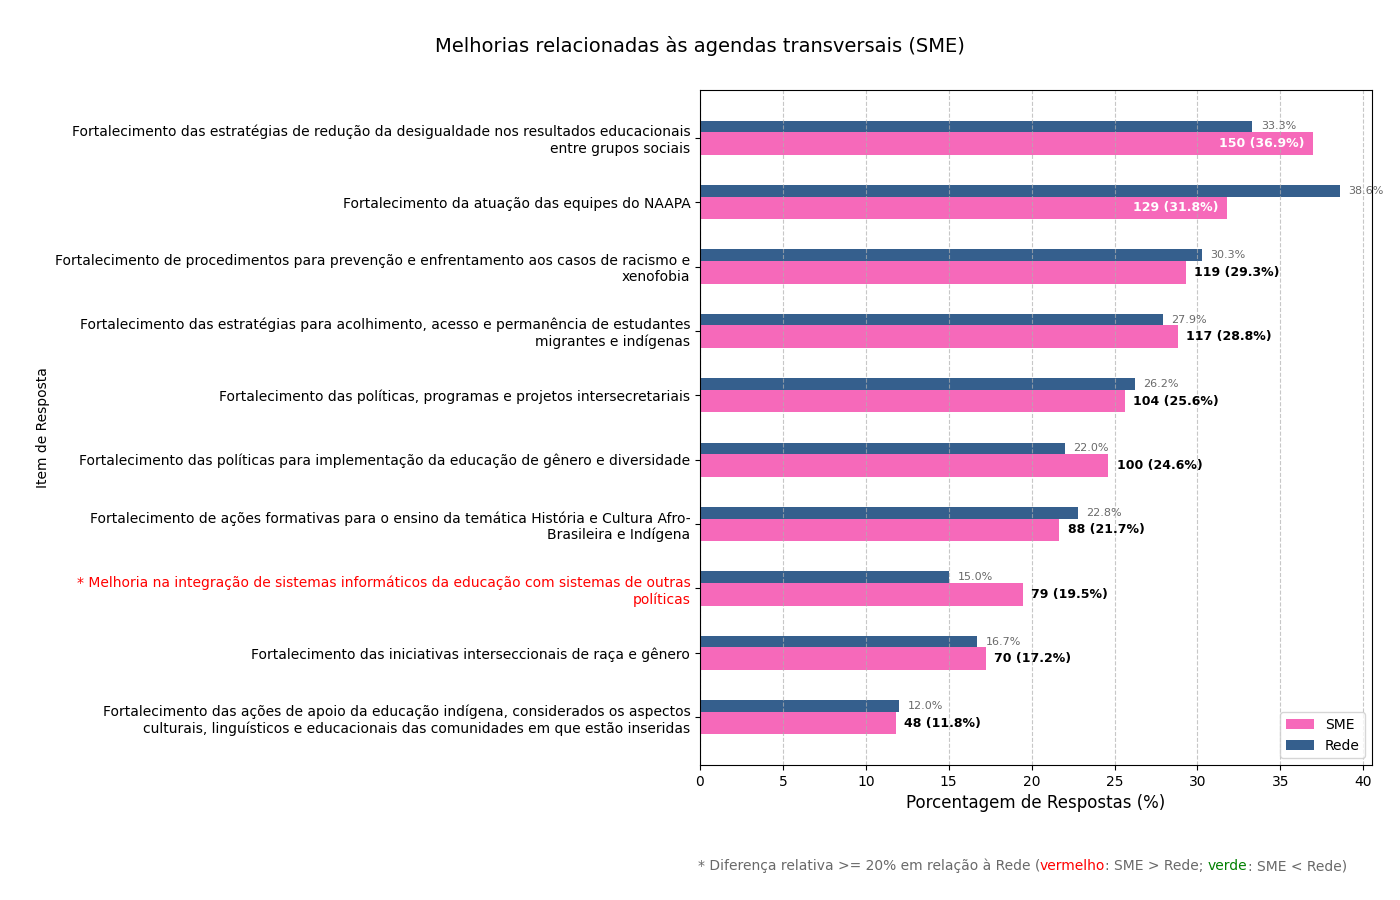 Melhorias relacionadas às agendas transversais (SME)
Fortalecimento das estratégias de redução da desigualdade nos resultados educacionais
entre grupos sociais
33.3%
150 (36.9%)
Fortalecimento da atuação das equipes do NAAPA
38.6%
129 (31.8%)
Fortalecimento de procedimentos para prevenção e enfrentamento aos casos de racismo e
xenofobia
30.3%
119 (29.3%)
Fortalecimento das estratégias para acolhimento, acesso e permanência de estudantes
migrantes e indígenas
27.9%
117 (28.8%)
Fortalecimento das políticas, programas e projetos intersecretariais
26.2%
104 (25.6%)
Fortalecimento das políticas para implementação da educação de gênero e diversidade
22.0%
100 (24.6%)
Fortalecimento de ações formativas para o ensino da temática História e Cultura Afro-
Brasileira e Indígena
22.8%
88 (21.7%)
* Melhoria na integração de sistemas informáticos da educação com sistemas de outras
políticas
15.0%
79 (19.5%)
Fortalecimento das iniciativas interseccionais de raça e gênero
16.7%
70 (17.2%)
Fortalecimento das ações de apoio da educação indígena, considerados os aspectos
culturais, linguísticos e educacionais das comunidades em que estão inseridas
12.0%
48 (11.8%)
Item de Resposta
SME
Rede
0 5 10 15 20 25 30 35 40
Porcentagem de Respostas (%)
* Diferença relativa >= 20% em relação à Rede (vermelho: SME > Rede; verde: SME < Rede)